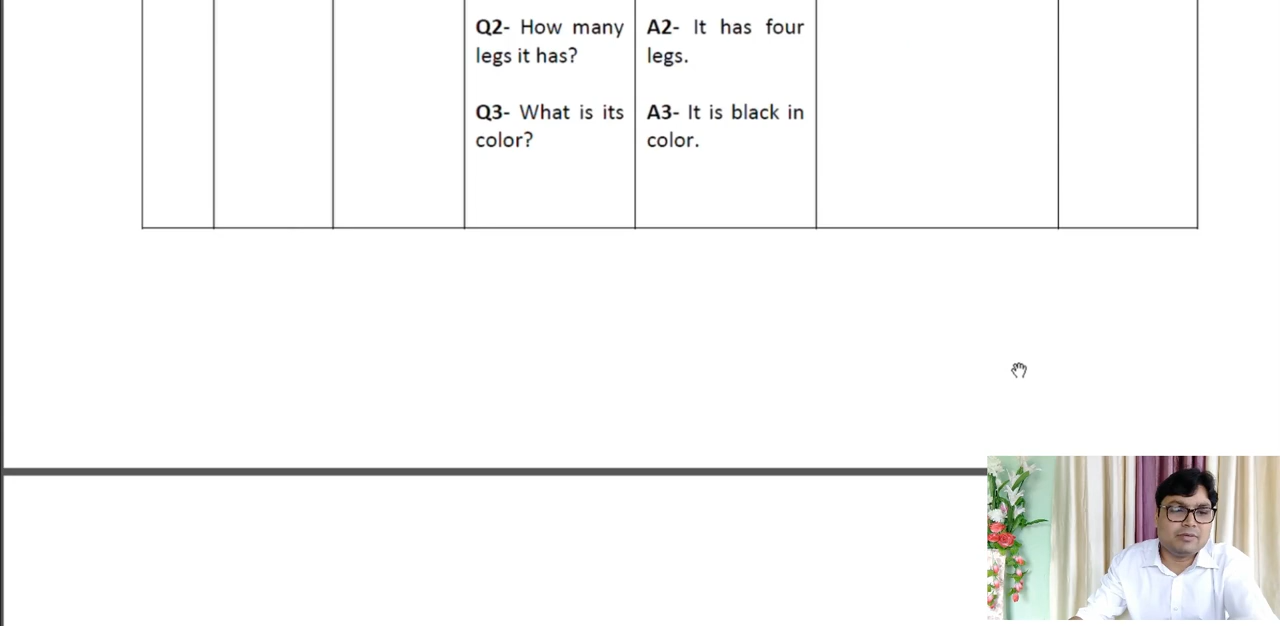 Q2- How many
legs it has?
Q3- What is its
color?
A2- It has four
legs.
A3- It is black in
color.